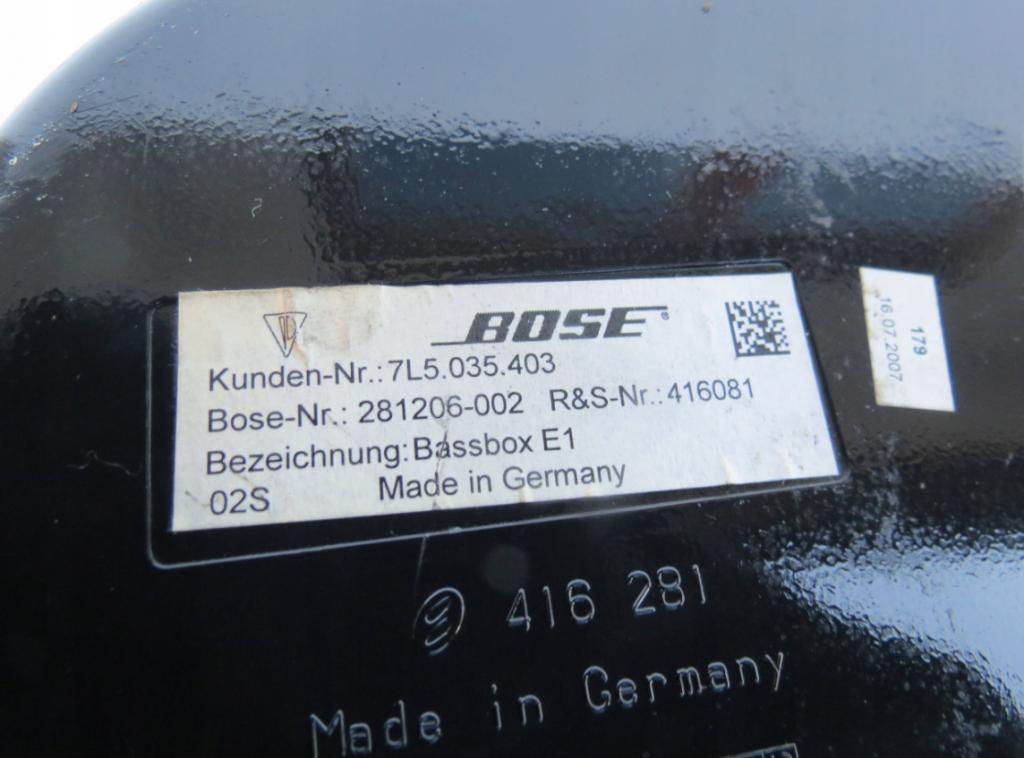 BOSE®
Kunden-Nr.: 7L5.035.403
Bose-Nr.: 281206-002 R&S-Nr.: 416081
Bezeichnung: Bassbox E1
02S Made in Germany
179
16.07.2007
416 281
Made in Germany